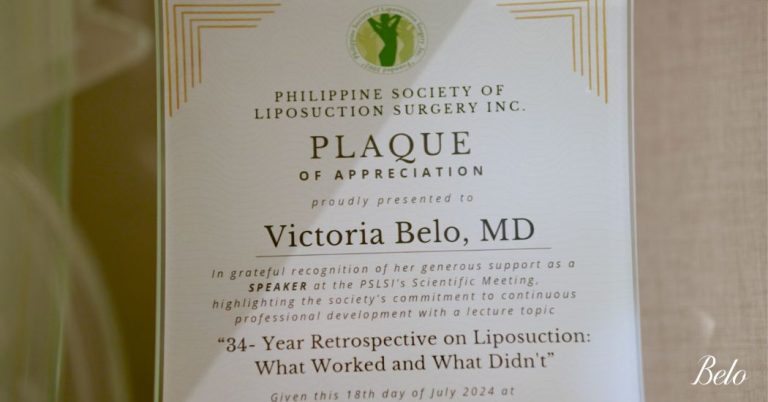 PHILIPPINE SOCIETY OF
LIPOSUCTION SURGERY INC.
PLAQUE
OF APPRECIATION
proudly presented to
Victoria Belo, MD
In grateful recognition of her generous support as a
SPEAKER at the PSLSI's Scientific Meeting,
highlighting the society's commitment to continuous
professional development with a lecture topic
“34- Year Retrospective on Liposuction:
What Worked and What Didn't”
Given this 18th day of July 2024 at
Belo